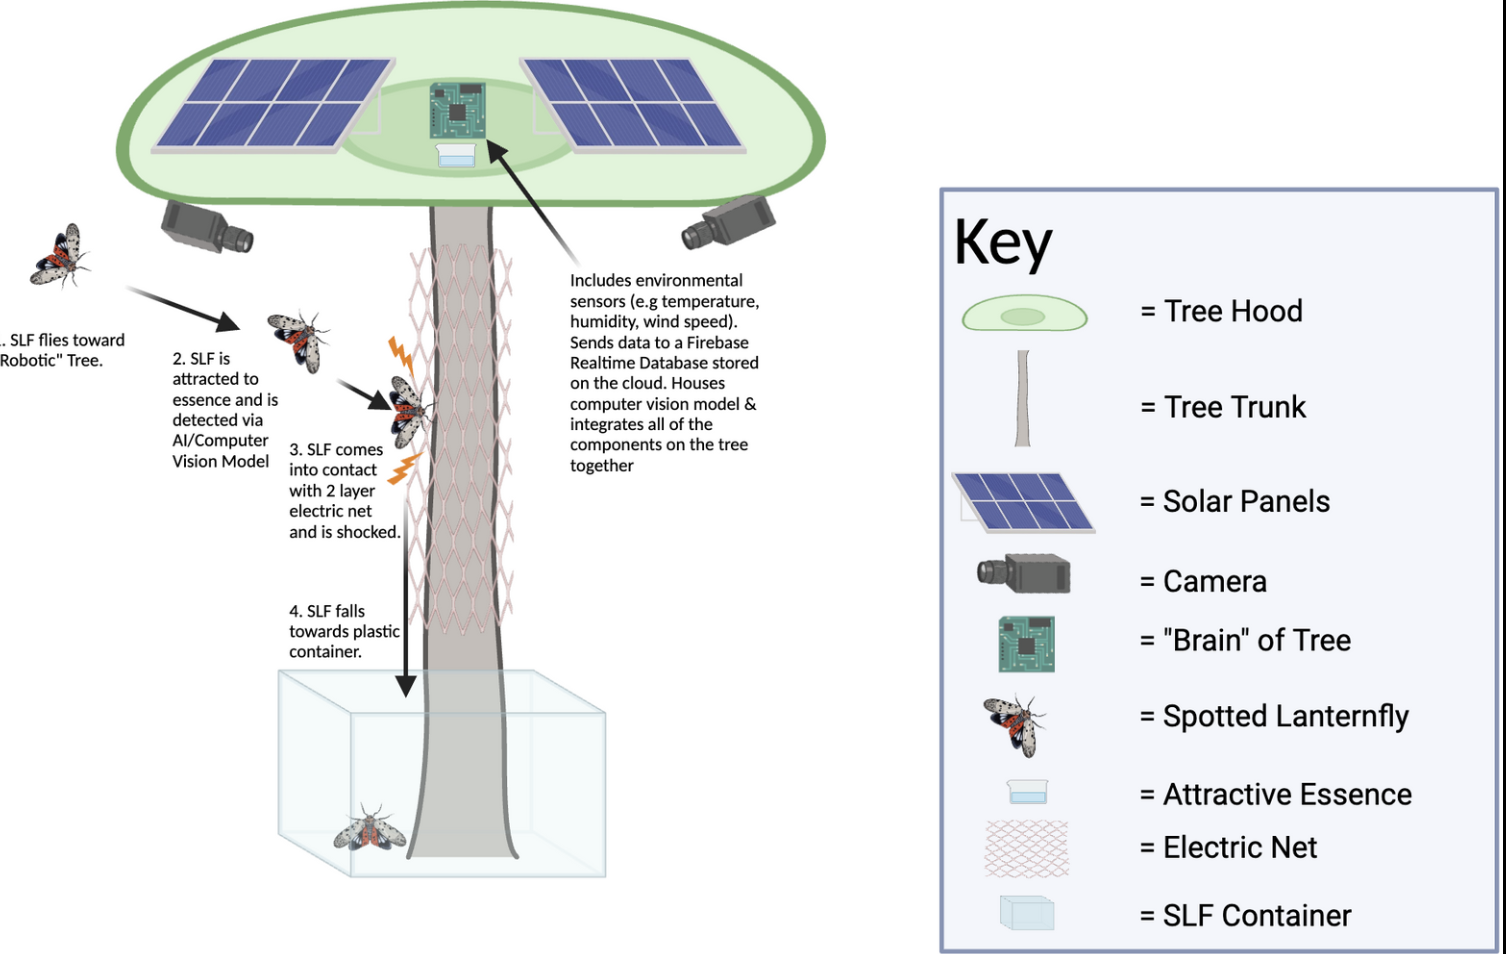 . SLF flies toward
Robotic" Tree.
2. SLF is
attracted to
essence and is
detected via
AI/Computer
Vision Model
3. SLF comes
into contact
with 2 layer
electric net
and is shocked.
4. SLF falls
towards plastic
container.
Includes environmental
sensors (e.g temperature,
humidity, wind speed).
Sends data to a Firebase
Realtime Database stored
on the cloud. Houses
computer vision model &
integrates all of the
components on the tree
together
Key
= Tree Hood
= Tree Trunk
= Solar Panels
= Camera
= "Brain" of Tree
= Spotted Lanternfly
= Attractive Essence
= Electric Net
= SLF Container